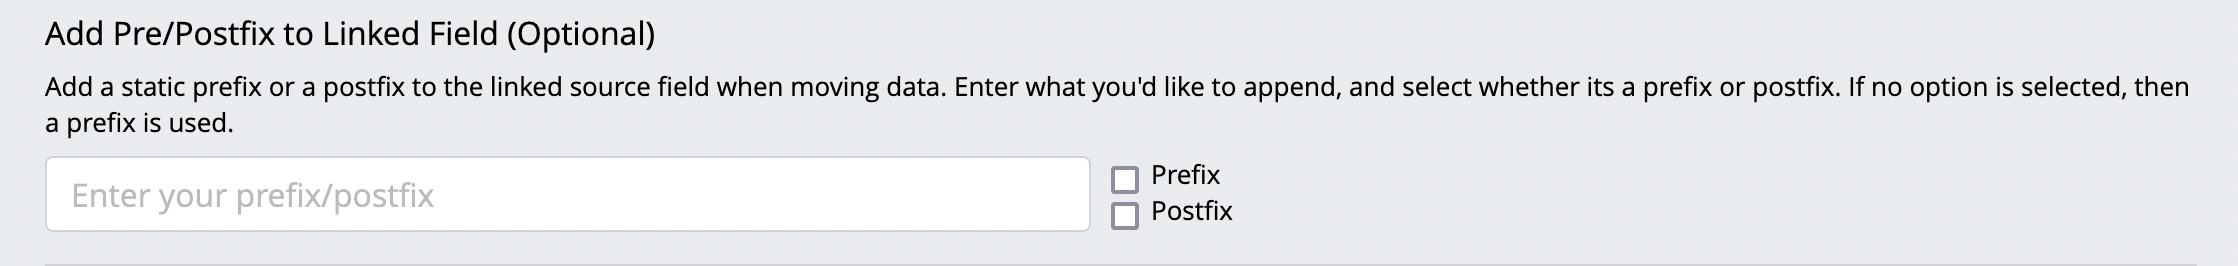 Add Pre/Postfix to Linked Field (Optional)
Add a static prefix or a postfix to the linked source field when moving data. Enter what you'd like to append, and select whether its a prefix or postfix. If no option is selected, then
a prefix is used.
Enter your prefix/postfix
Prefix
Postfix